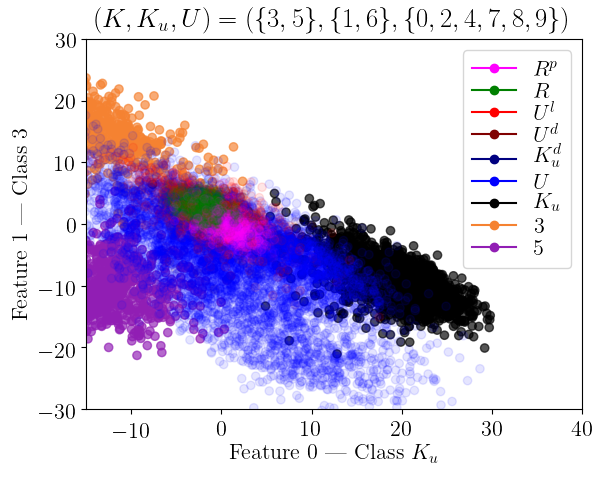 (K, K_u, U) = ({3, 5}, {1, 6}, {0, 2, 4, 7, 8, 9})
30
20
10
0
−10
−20
−30
Feature 1 — Class 3
R^p
R
U^l
U^d
K_u^d
U
K_u
3
5
−10
0
10
20
30
40
Feature 0 — Class K_u